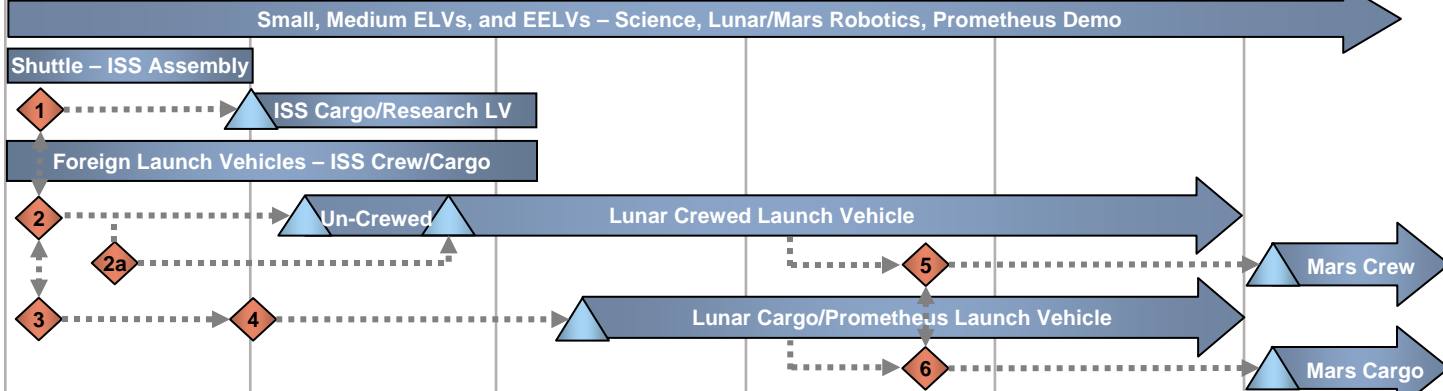 Small, Medium ELVs, and EELVs – Science, Lunar/Mars Robotics, Prometheus Demo
Shuttle – ISS Assembly
1
ISS Cargo/Research LV
Foreign Launch Vehicles – ISS Crew/Cargo
2
Un-Crewed
Lunar Crewed Launch Vehicle
2a
5
Mars Crew
3
4
Lunar Cargo/Prometheus Launch Vehicle
6
Mars Cargo